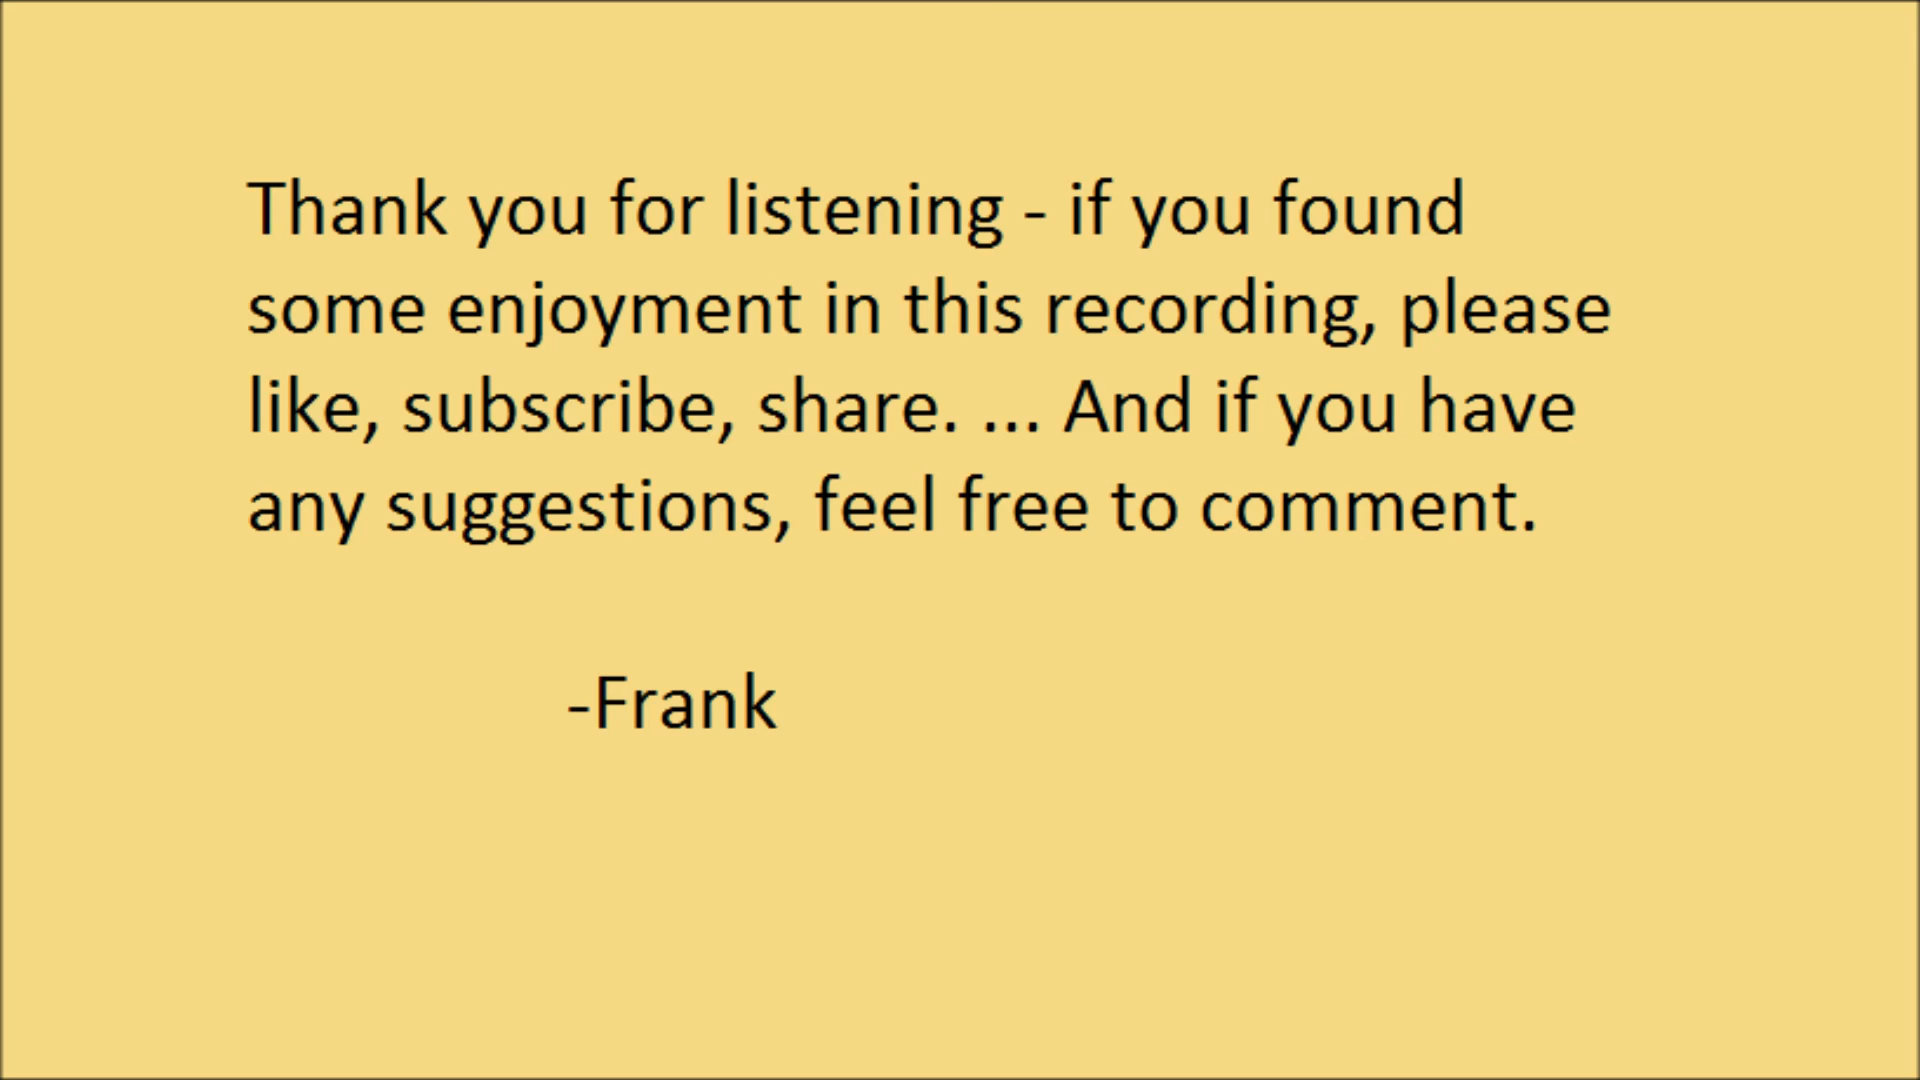 Thank you for listening - if you found
some enjoyment in this recording, please
like, subscribe, share. ... And if you have
any suggestions, feel free to comment.
-Frank